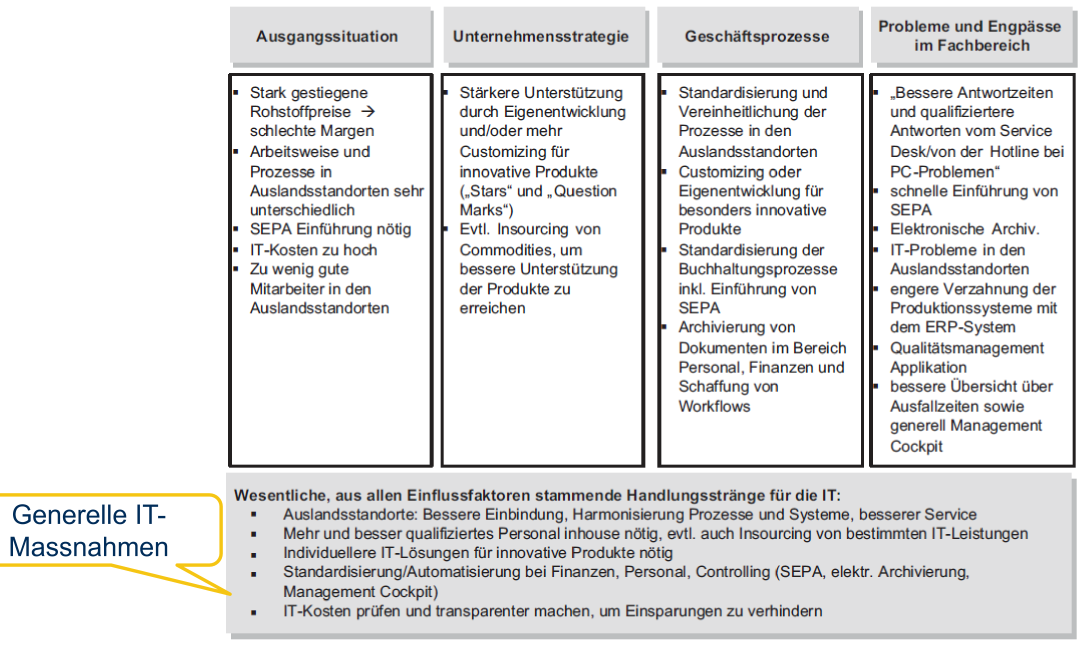 Ausgangssituation
Stark gestiegene
Rohstoffpreise →
schlechte Margen
Arbeitsweise und
Prozesse in
Auslandsstandorten sehr
unterschiedlich
SEPA Einführung nötig
IT-Kosten zu hoch
Zu wenig gute
Mitarbeiter in den
Auslandsstandorten
Unternehmensstrategie
Stärkere Unterstützung
durch Eigenentwicklung
und/oder mehr
Customizing für
innovative Produkte
(„Stars“ und „Question
Marks“)
Evtl. Insourcing von
Commodities, um
bessere Unterstützung
der Produkte zu
erreichen
Geschäftsprozesse
Standardisierung und
Vereinheitlichung der
Prozesse in den
Auslandsstandorten
Customizing oder
Eigenentwicklung für
besonders innovative
Produkte
Standardisierung der
Buchhaltungsprozesse
inkl. Einführung von
SEPA
Archivierung von
Dokumenten im Bereich
Personal, Finanzen und
Schaffung von
Workflows
Probleme und Engpässe
im Fachbereich
„Bessere Antwortzeiten
und qualifiziertere
Antworten vom Service
Desk/von der Hotline bei
PC-Problemen“
schnelle Einführung von
SEPA
Elektronische Archiv.
IT-Probleme in den
Auslandsstandorten
engere Verzahnung der
Produktionssysteme mit
dem ERP-System
Qualitätsmanagement
Applikation
bessere Übersicht über
Ausfallzeiten sowie
generell Management
Cockpit
Generelle IT-
Massnahmen
Wesentliche, aus allen Einflussfaktoren stammende Handlungsstränge für die IT:
Auslandsstandorte: Bessere Einbindung, Harmonisierung Prozesse und Systeme, besserer Service
Mehr und besser qualifiziertes Personal inhouse nötig, evtl. auch Insourcing von bestimmten IT-Leistungen
Individuellere IT-Lösungen für innovative Produkte nötig
Standardisierung/Automatisierung bei Finanzen, Personal, Controlling (SEPA, elektr. Archivierung,
Management Cockpit)
IT-Kosten prüfen und transparenter machen, um Einsparungen zu verhindern